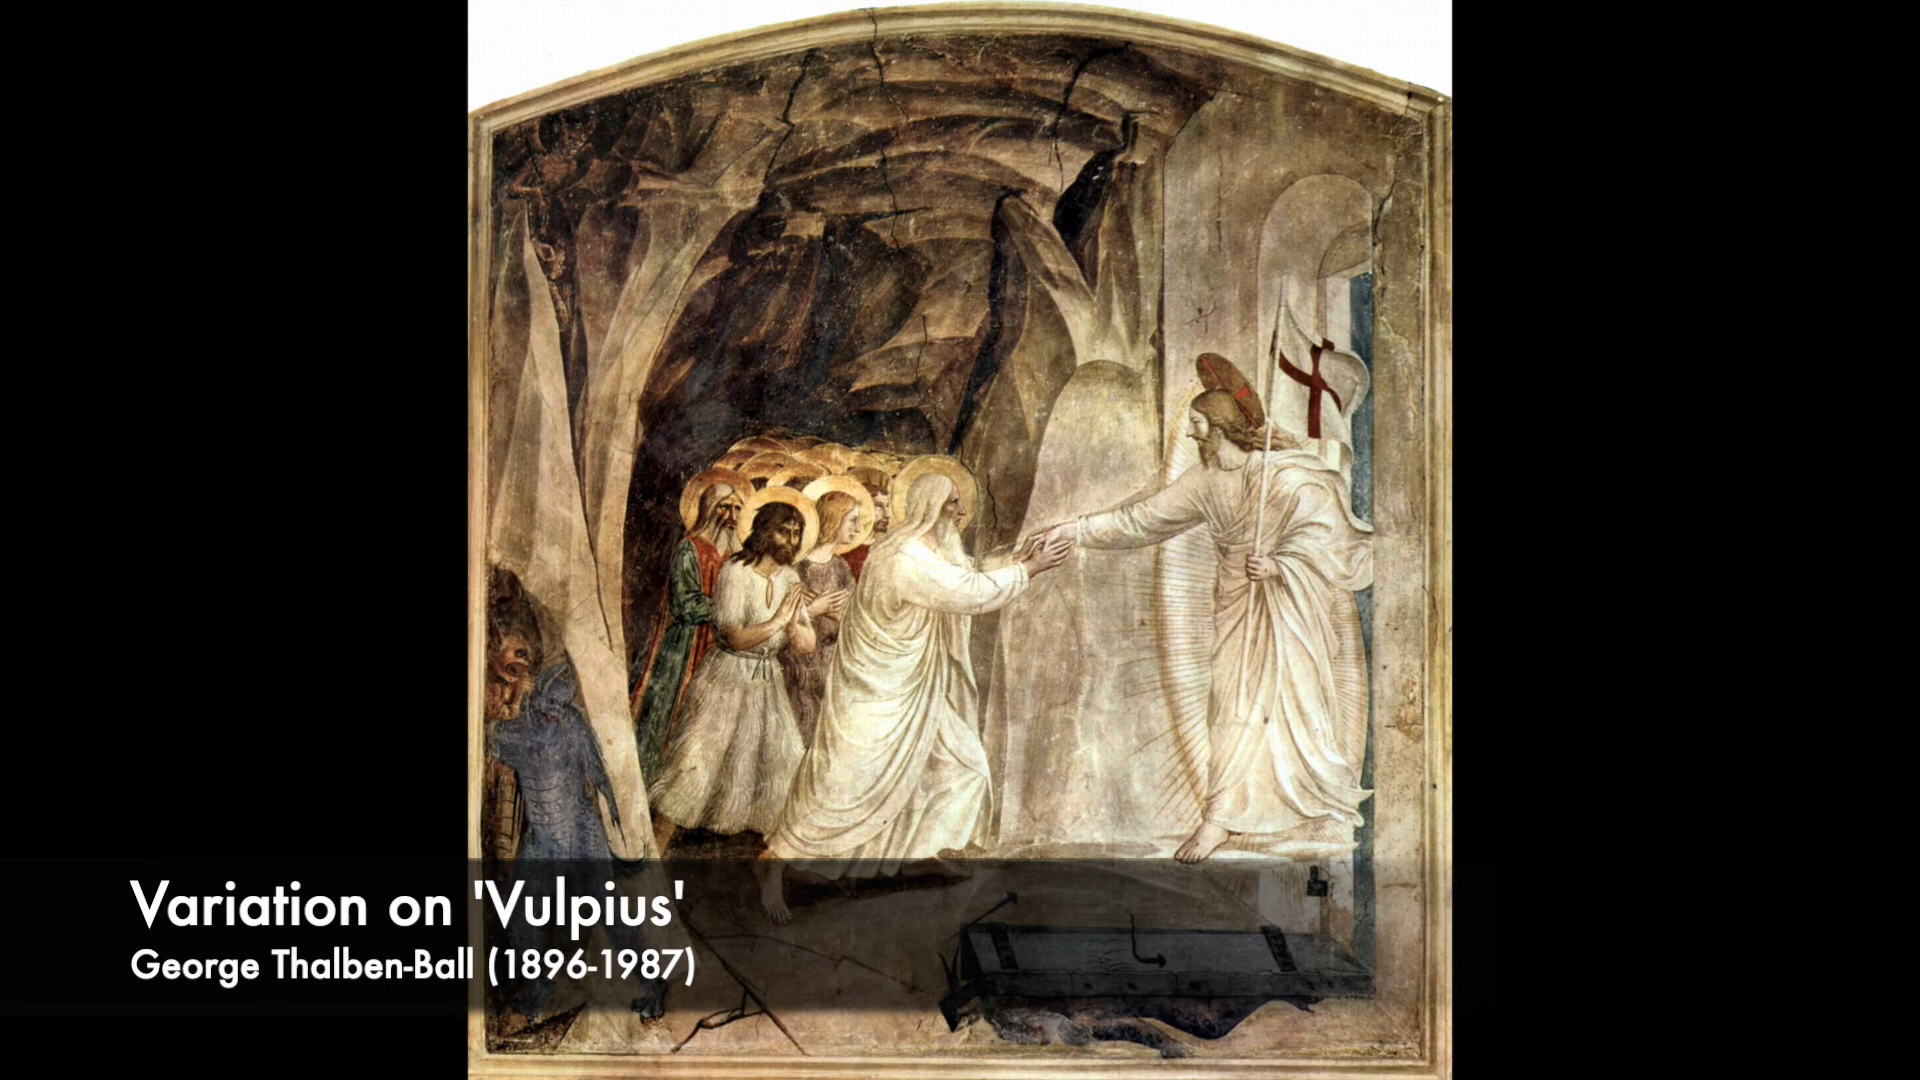 Variation on 'Vulpius'
George Thalben-Ball (1896-1987)